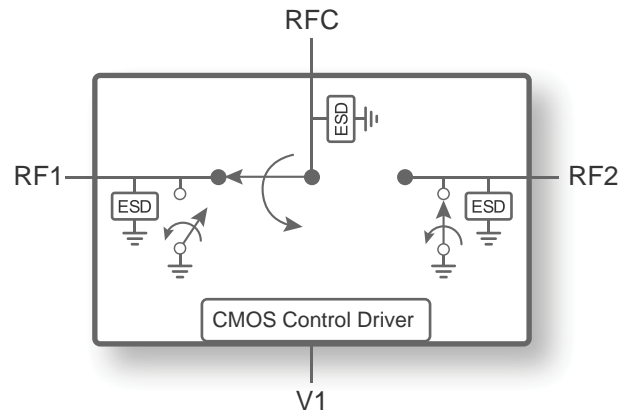 RFC
ESD
RF1
RF2
ESD
ESD
CMOS Control Driver
V1